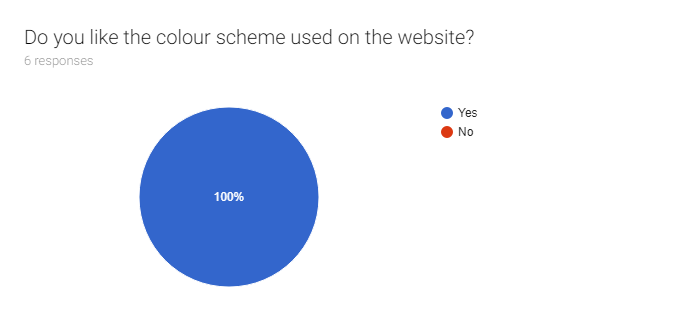 Do you like the colour scheme used on the website?
6 responses
Yes
No
100%